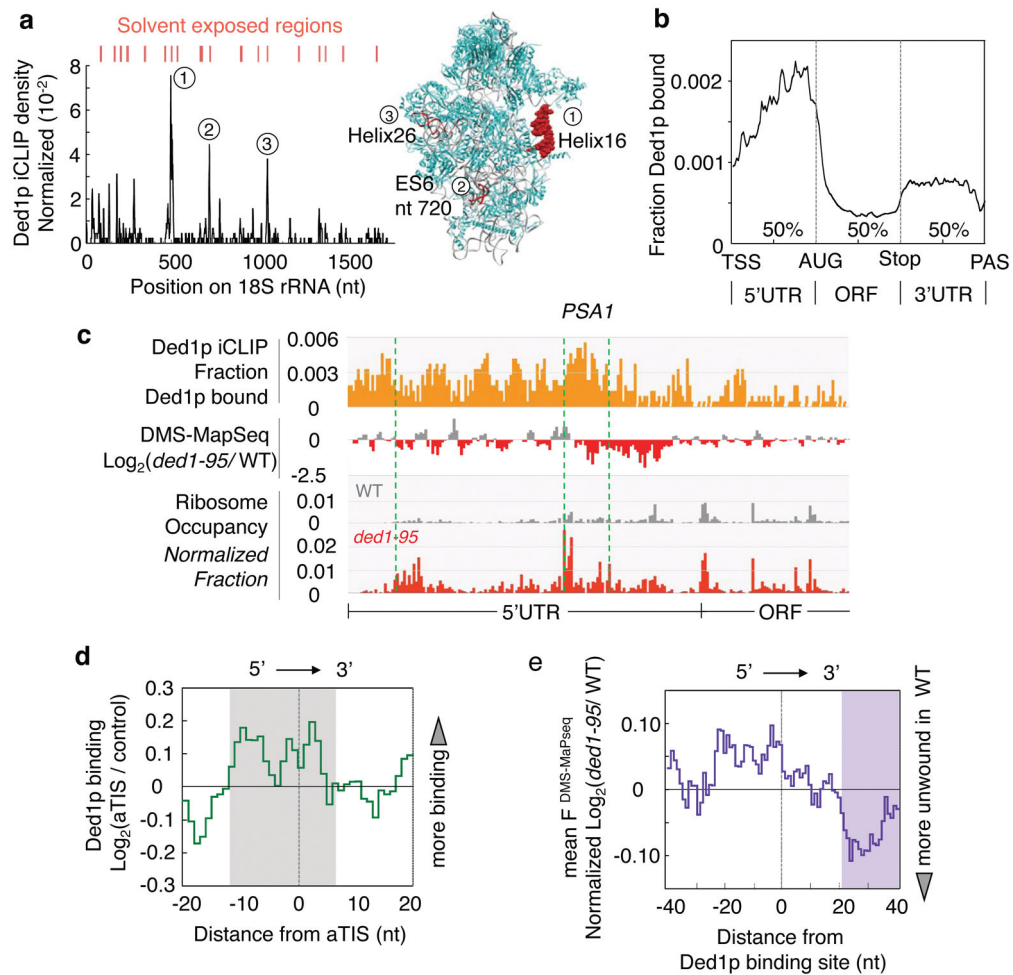 a
Solvent exposed regions
Ded1p iCLIP density
Normalized (10-2)
8
6
4
2
0
1
2
3
0
500
1000
1500
Position on 18S rRNA (nt)
3
Helix26
1
Helix16
ES6
2
nt 720
b
Fraction Ded1p bound
0.002
0.001
0
50%
50%
50%
TSS
AUG
Stop
PAS
5'UTR
ORF
3'UTR
PSA1
c
Ded1p iCLIP
Fraction
Ded1p bound
0.006
0.003
0
DMS-MapSeq
Log2(ded1-95/ WT)
0
-2.5
Ribosome
Occupancy
Normalized
Fraction
WT
0.01
0
ded1-95
0.02
0.01
0
5'UTR
ORF
d
5' → 3'
Ded1p binding
Log2(aTIS / control)
0.3
0.2
0.1
0
-0.1
-0.3
-20
-10
0
10
20
Distance from aTIS (nt)
more binding
e
5' → 3'
mean F DMS-MaPseq
Normalized Log2(ded1-95/ WT)
0.10
0
-0.10
-40
-20
0
20
40
Distance from
Ded1p binding site (nt)
more unwound in WT